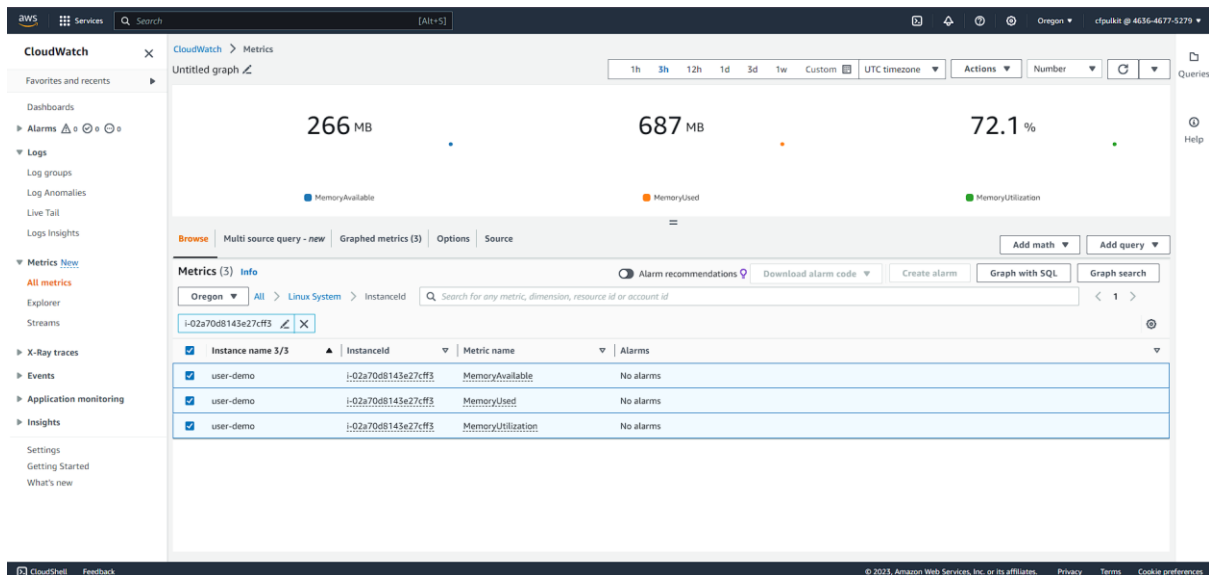 aws Services Search [Alt+S] Oregon cfpulkit @ 4636-4677-5279
CloudWatch
Favorites and recents
Dashboards
Alarms 0 0 0
Logs
Log groups
Log Anomalies
Live Tail
Logs Insights
Metrics New
All metrics
Explorer
Streams
X-Ray traces
Events
Application monitoring
Insights
Settings
Getting Started
What's new
CloudWatch > Metrics
Untitled graph
1h 3h 12h 1d 3d 1w Custom UTC timezone Actions Number
Queries
Help
266 MB 687 MB 72.1 %
MemoryAvailable MemoryUsed MemoryUtilization
Browse Multi source query - new Graphed metrics (3) Options Source Add math Add query
Metrics (3) Info Alarm recommendations Download alarm code Create alarm Graph with SQL Graph search
Oregon All > Linux System > InstanceId Search for any metric, dimension, resource id or account id < 1 >
i-02a70d8143e27cff3
Instance name 3/3 InstanceId Metric name Alarms
user-demo i-02a70d8143e27cff3 MemoryAvailable No alarms
user-demo i-02a70d8143e27cff3 MemoryUsed No alarms
user-demo i-02a70d8143e27cff3 MemoryUtilization No alarms
CloudShell Feedback © 2023, Amazon Web Services, Inc. or its affiliates. Privacy Terms Cookie preferences